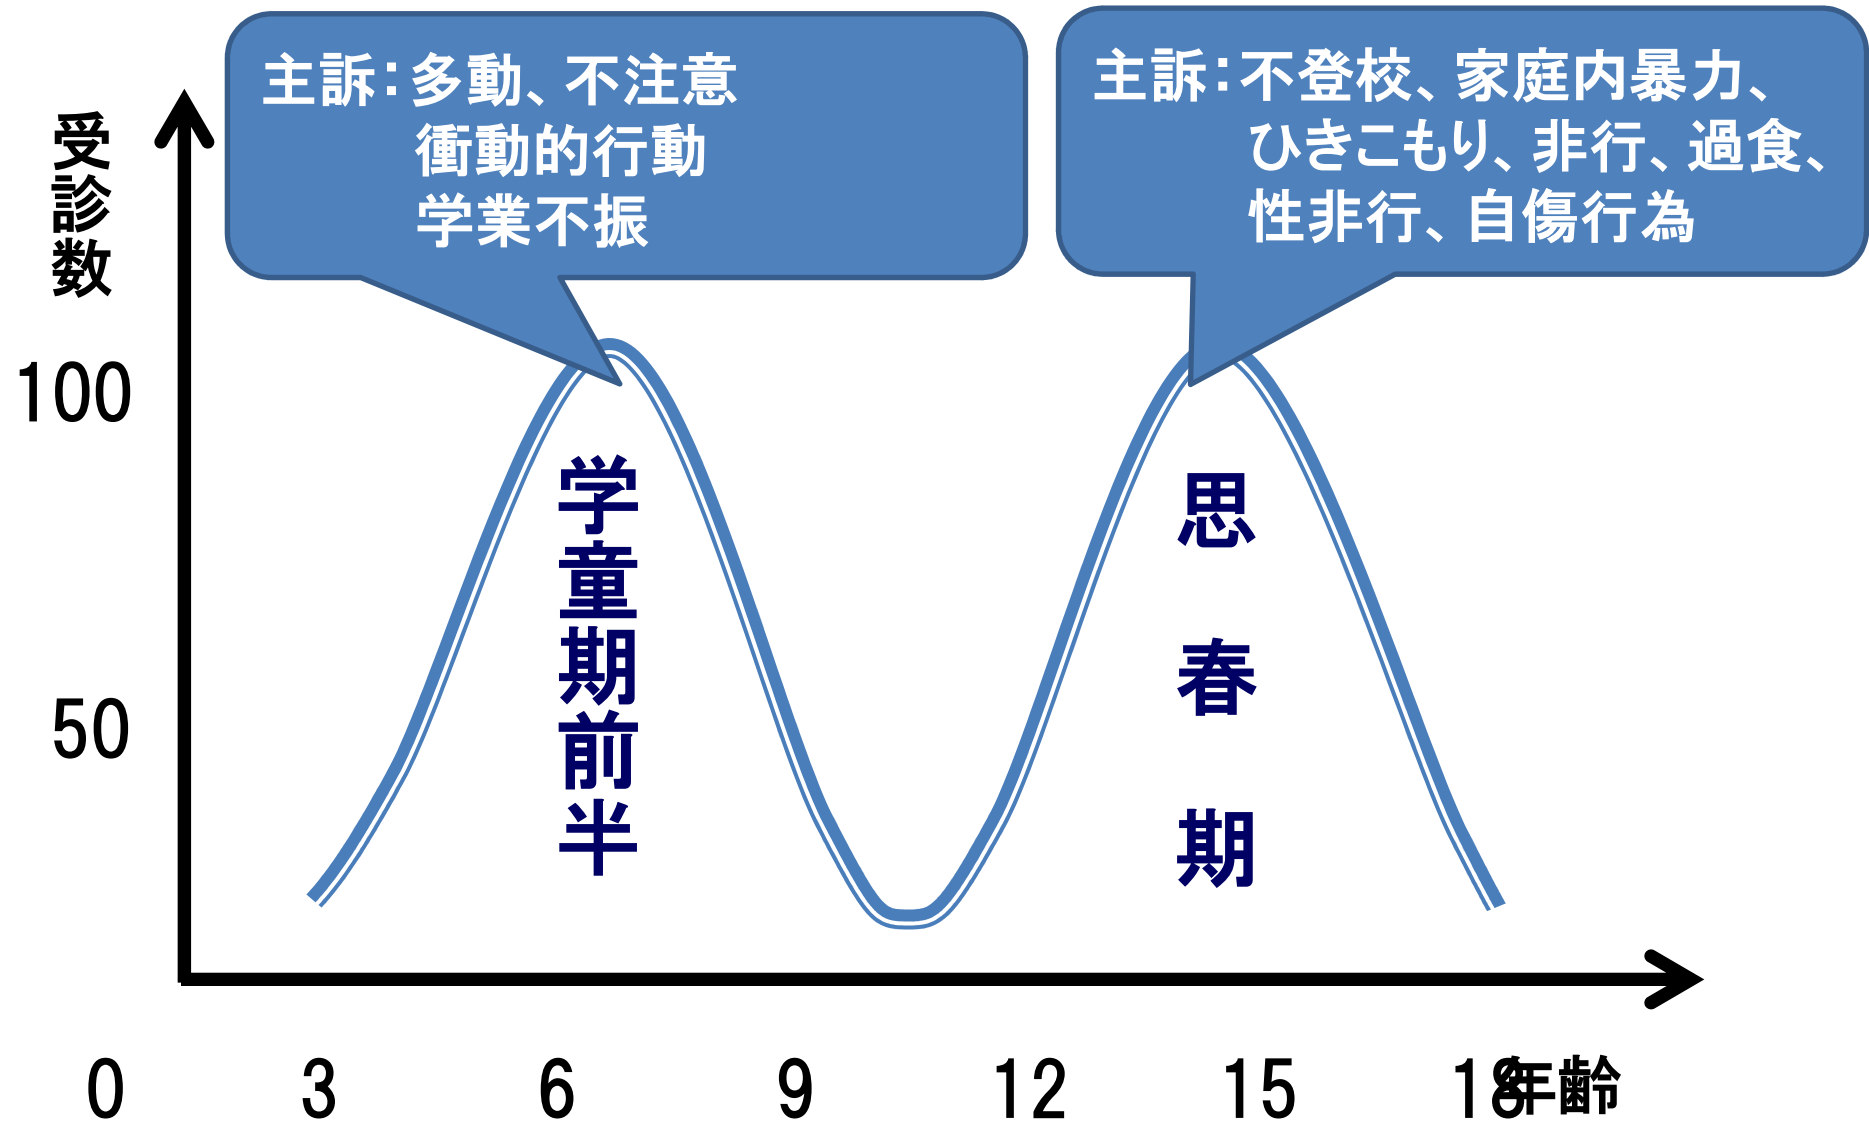 主訴：多動、不注意
衝動的行動
学業不振
主訴：不登校、家庭内暴力、
ひきこもり、非行、過食、
性非行、自傷行為
受診数
100
50
学童期前半
思春期
0 3 6 9 12 15 18 年齢